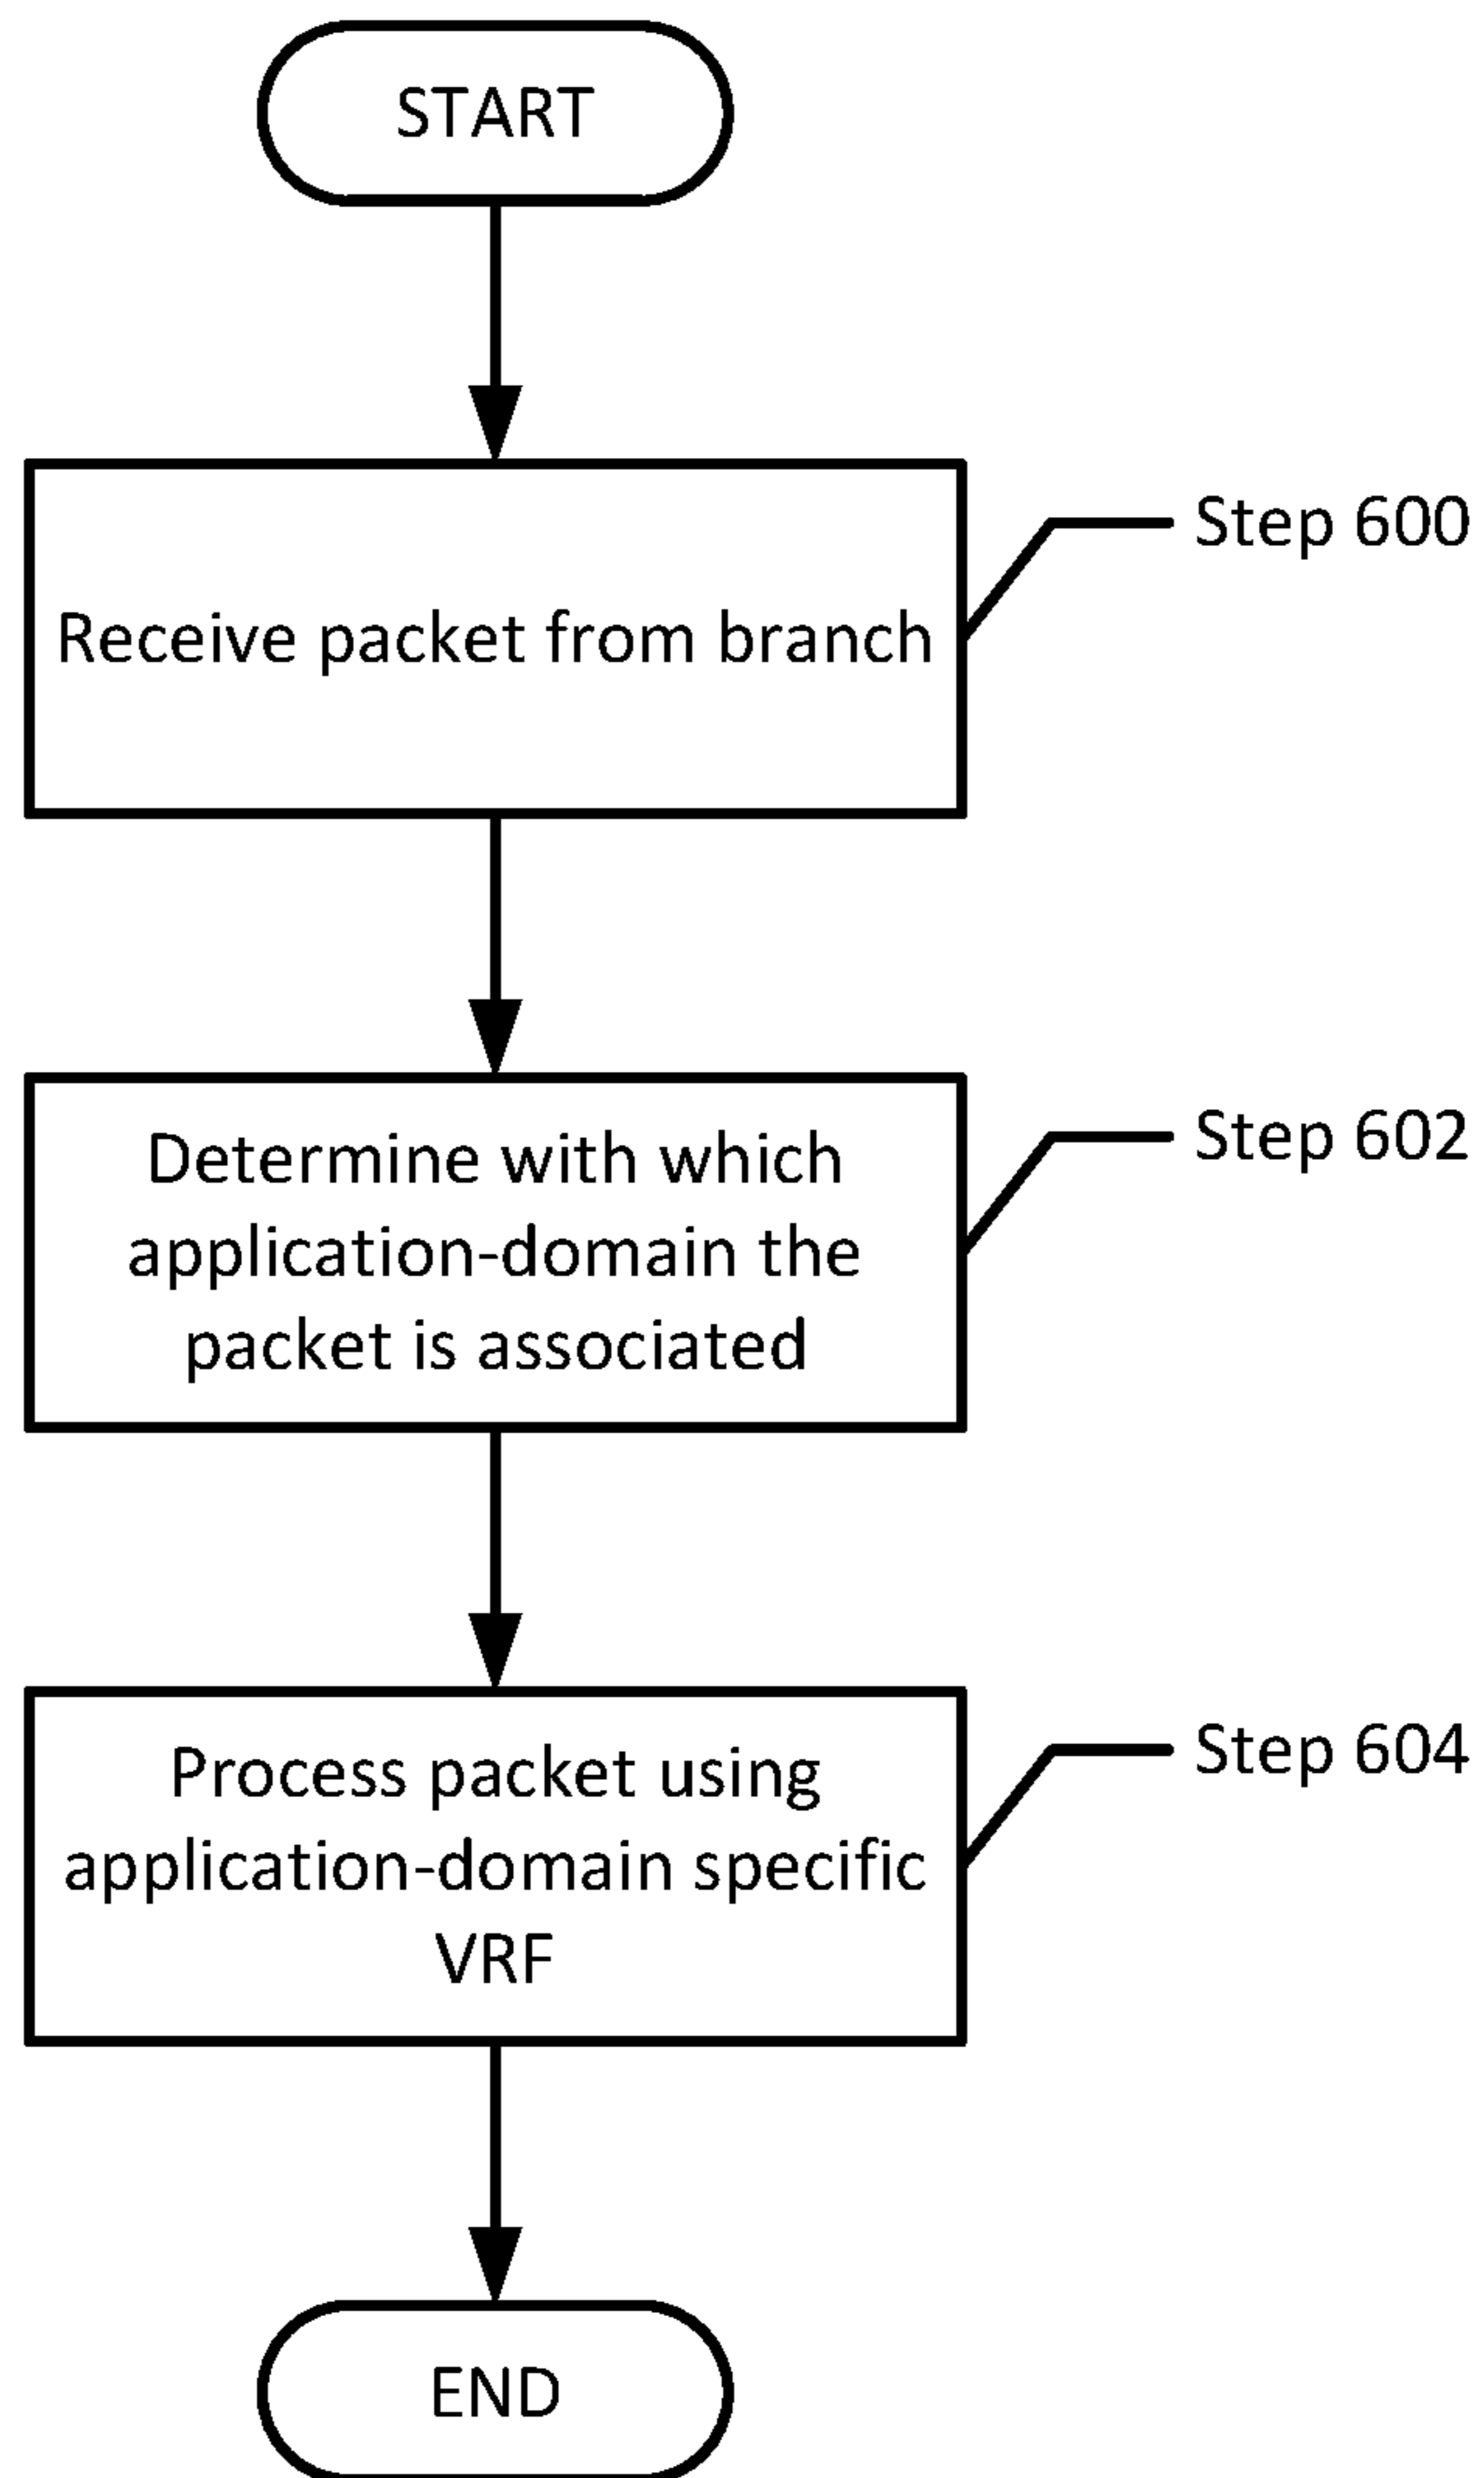 START
Step 600
Receive packet from branch
Step 602
Determine with which
application-domain the
packet is associated
Step 604
Process packet using
application-domain specific
VRF
END